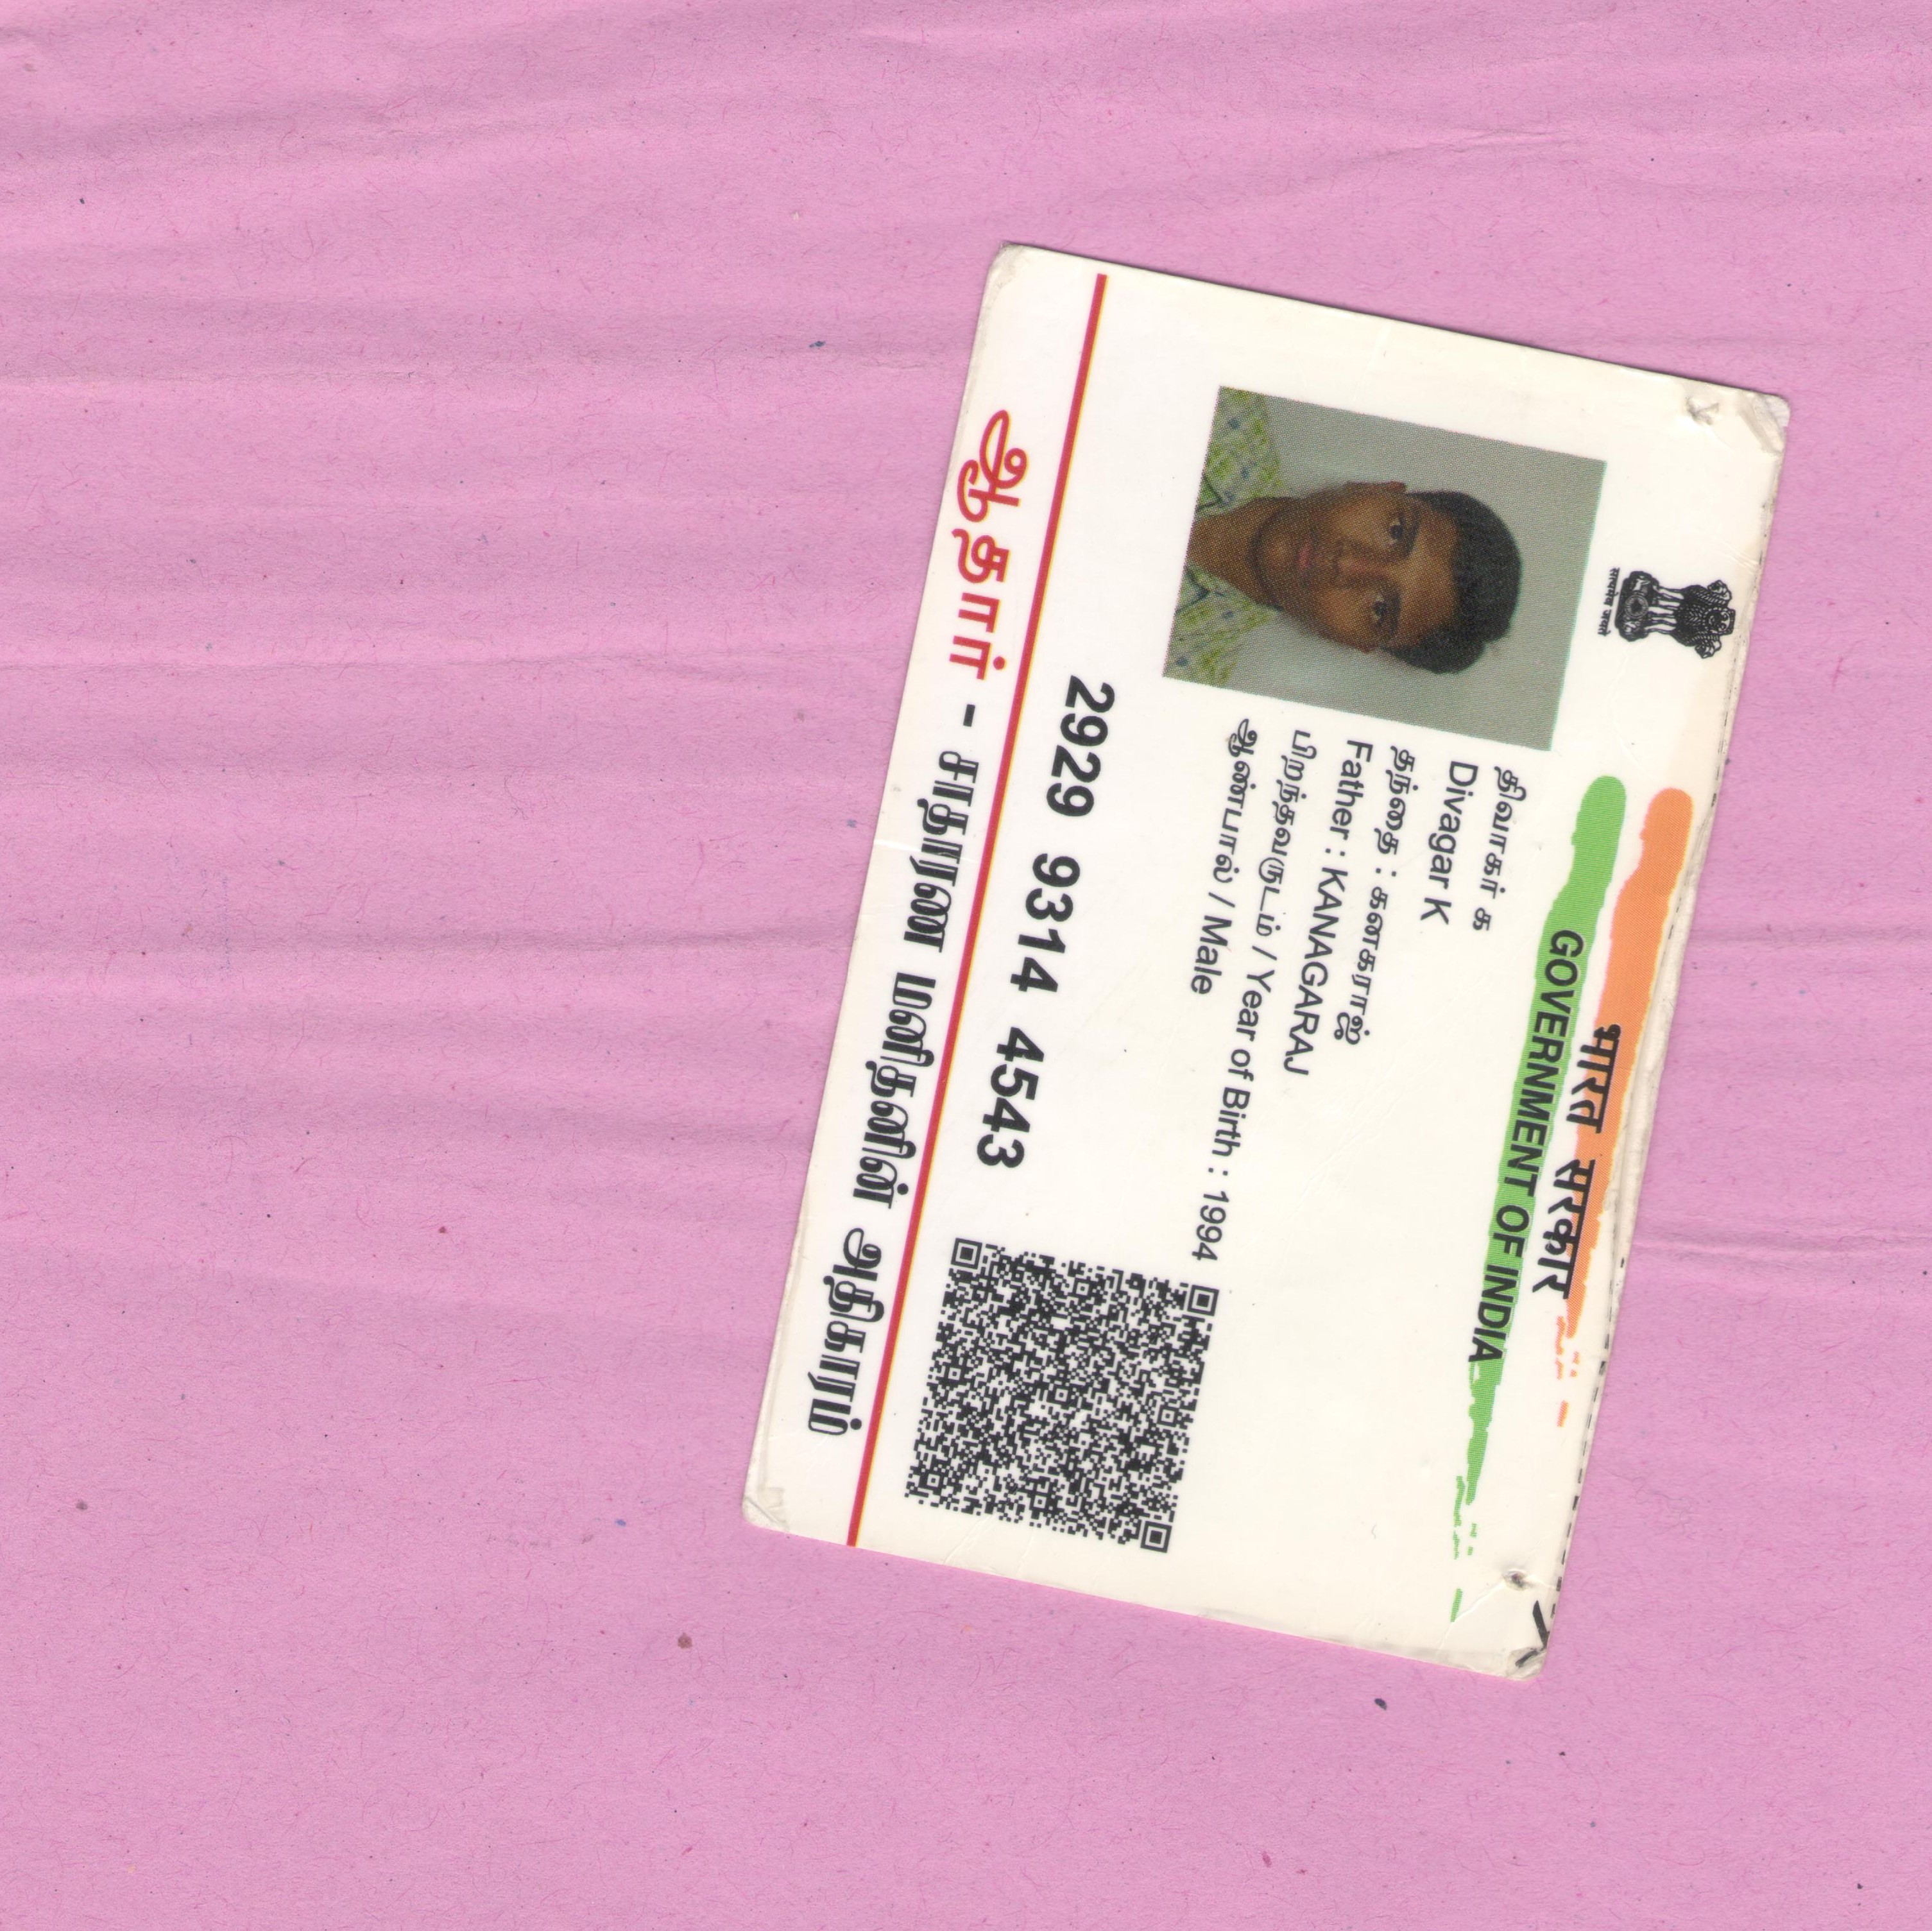 भारत सरकार
GOVERNMENT OF INDIA
सत्यमेव जयते
திவாகர் க
Divagar K
தந்தை : கனகராஜ்
Father : KANAGARAJ
பிறந்தவருடம் / Year of Birth : 1994
ஆண்பால் / Male
2929 9314 4543
ஆதார் - சாதாரண மனிதனின் அதிகாரம்